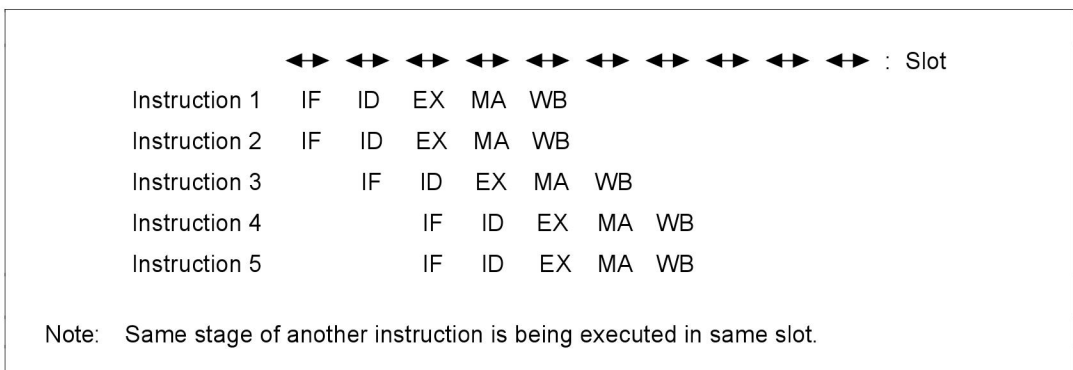 : Slot
Instruction 1 IF ID EX MA WB
Instruction 2 IF ID EX MA WB
Instruction 3 IF ID EX MA WB
Instruction 4 IF ID EX MA WB
Instruction 5 IF ID EX MA WB
Note: Same stage of another instruction is being executed in same slot.